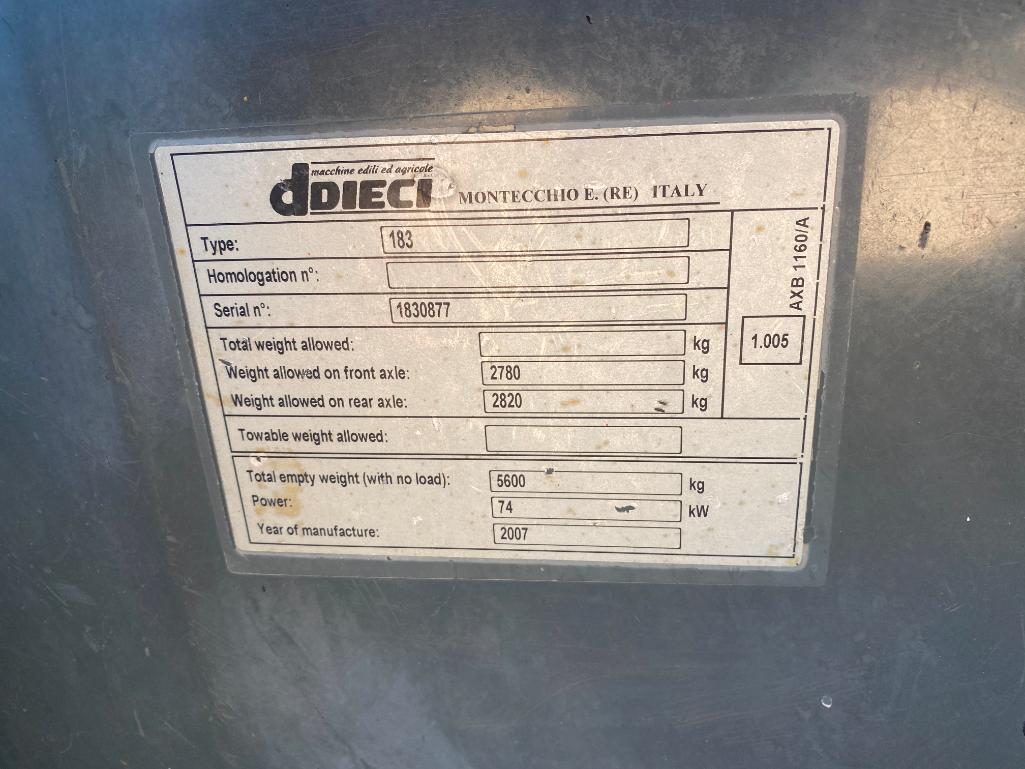 macchine edili ed agricole
dDIECI
MONTECCHIO E. (RE) ITALY
Type: 183
Homologation n°:
Serial n°: 1830877
Total weight allowed: kg
Weight allowed on front axle: 2780 kg
Weight allowed on rear axle: 2820 kg
AXB 1160/A
1.005
Towable weight allowed:
Total empty weight (with no load): 5600 kg
Power: 74 kW
Year of manufacture: 2007